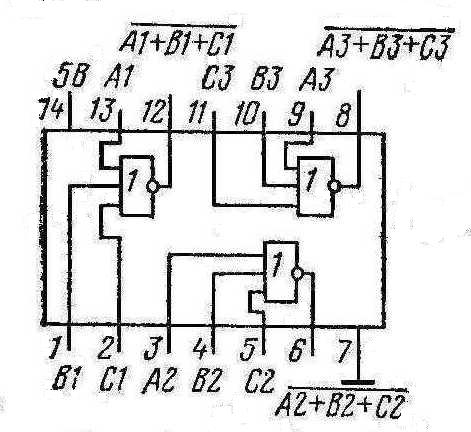 A1+B1+C1 A3+B3+C3
5В A1 C3 B3 A3
14 13 12 11 10 9 8
1 1
1
1 2 3 4 5 6 7
B1 C1 A2 B2 C2
A2+B2+C2